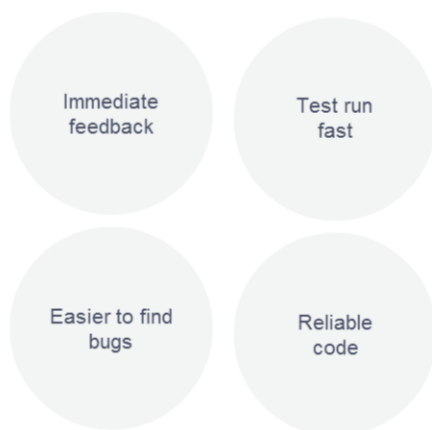 Immediate
feedback
Test run
fast
Easier to find
bugs
Reliable
code